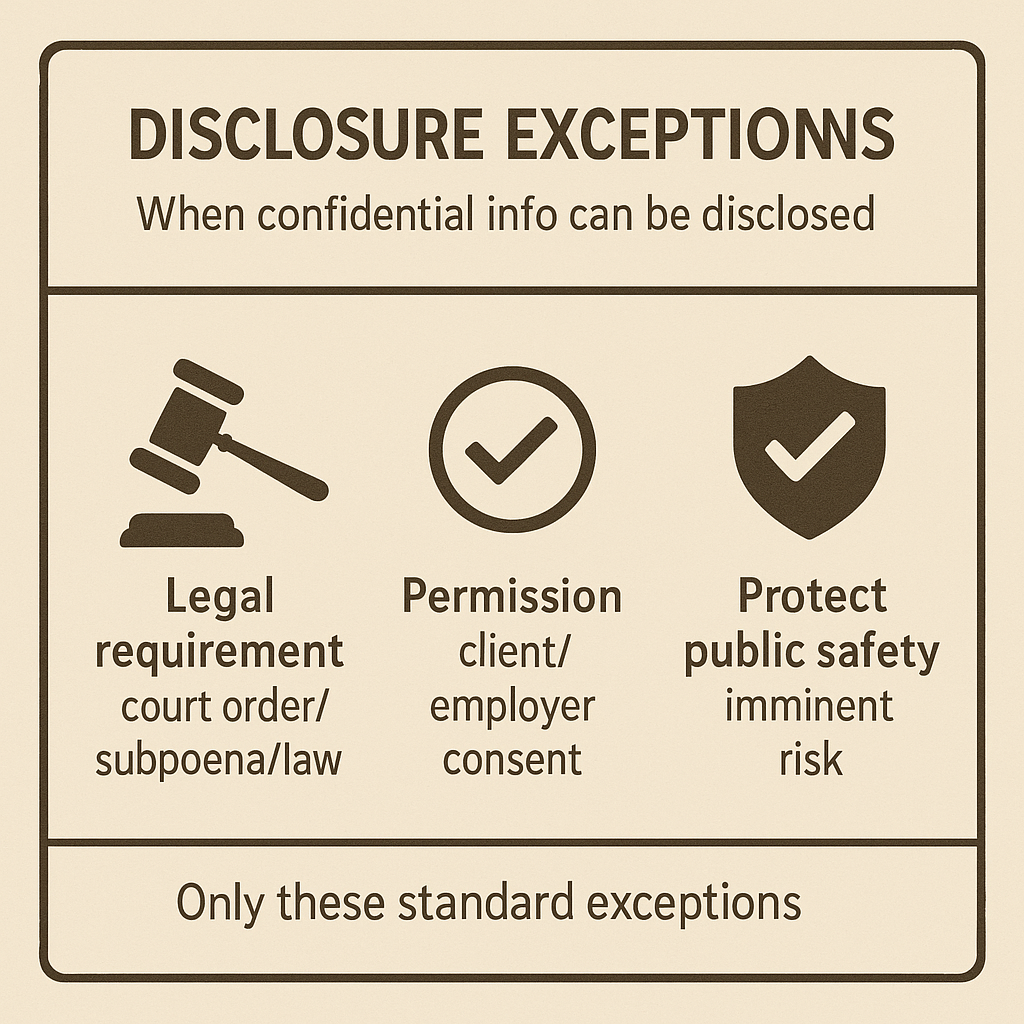 DISCLOSURE EXCEPTIONNS
When confidential info can be disclosed
Legal
requirement
court order/
subpoena/law
Permission
client/
employer
consent
Protect
public safety
imminent
risk
Only these standard exceptions